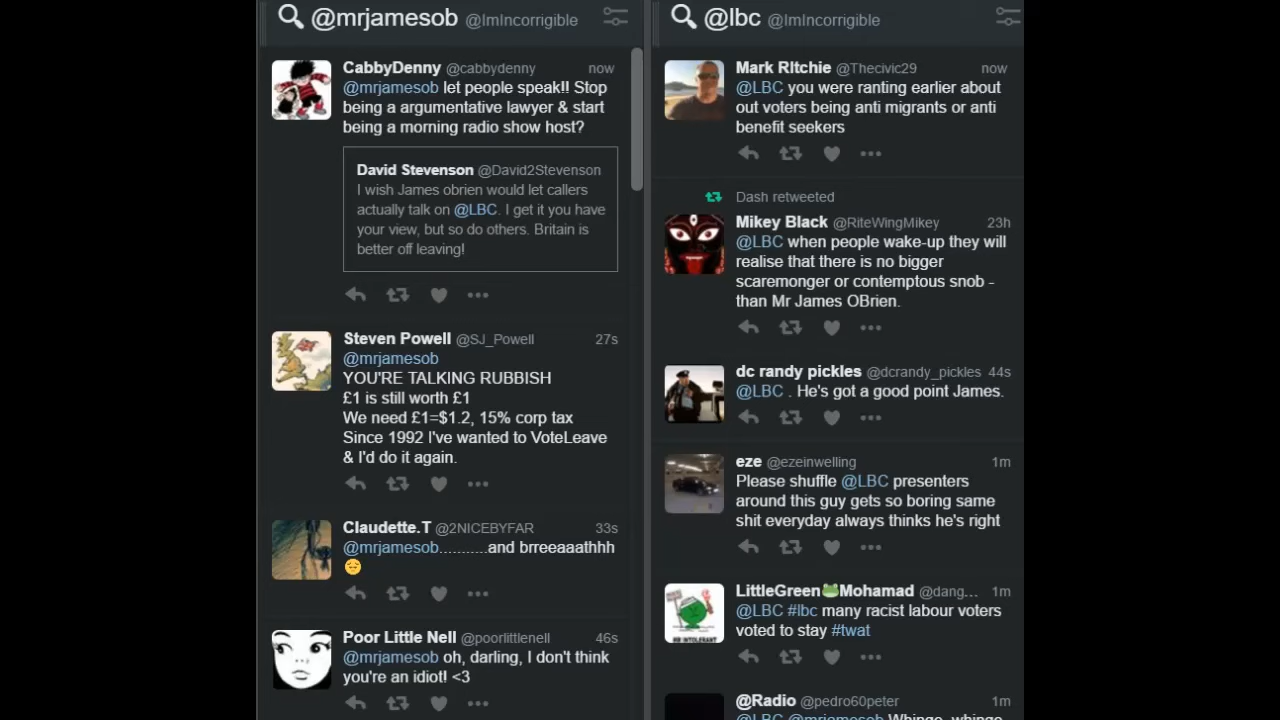 @mrjamesob @ImIncorrigible
CabbyDenny @cabbydenny now
@mrjamesob let people speak!! Stop
being a argumentative lawyer & start
being a morning radio show host?
David Stevenson @David2Stevenson
I wish James obrien would let callers
actually talk on @LBC. I get it you have
your view, but so do others. Britain is
better off leaving!
Steven Powell @SJ_Powell 27s
@mrjamesob
YOU'RE TALKING RUBBISH
£1 is still worth £1
We need £1=$1.2, 15% corp tax
Since 1992 I've wanted to VoteLeave
& I'd do it again.
Claudette.T @2NICEBYFAR 33s
@mrjamesob...........and brreeaaathhh
😔
Poor Little Nell @poorlittlenell 46s
@mrjamesob oh, darling, I don't think
you're an idiot! <3
@lbc @ImIncorrigible
Mark RItchie @Thecivic29 now
@LBC you were ranting earlier about
out voters being anti migrants or anti
benefit seekers
Dash retweeted
Mikey Black @RiteWingMikey 23h
@LBC when people wake-up they will
realise that there is no bigger
scaremonger or contemptous snob -
than Mr James OBrien.
dc randy pickles @dcrandy_pickles 44s
@LBC . He's got a good point James.
eze @ezeinwelling 1m
Please shuffle @LBC presenters
around this guy gets so boring same
shit everyday always thinks he's right
LittleGreen🐸Mohamad @dang... 1m
@LBC #lbc many racist labour voters
voted to stay #twat
@Radio @pedro60peter 1m
@LBC @mrjamesob Whinge, whinge